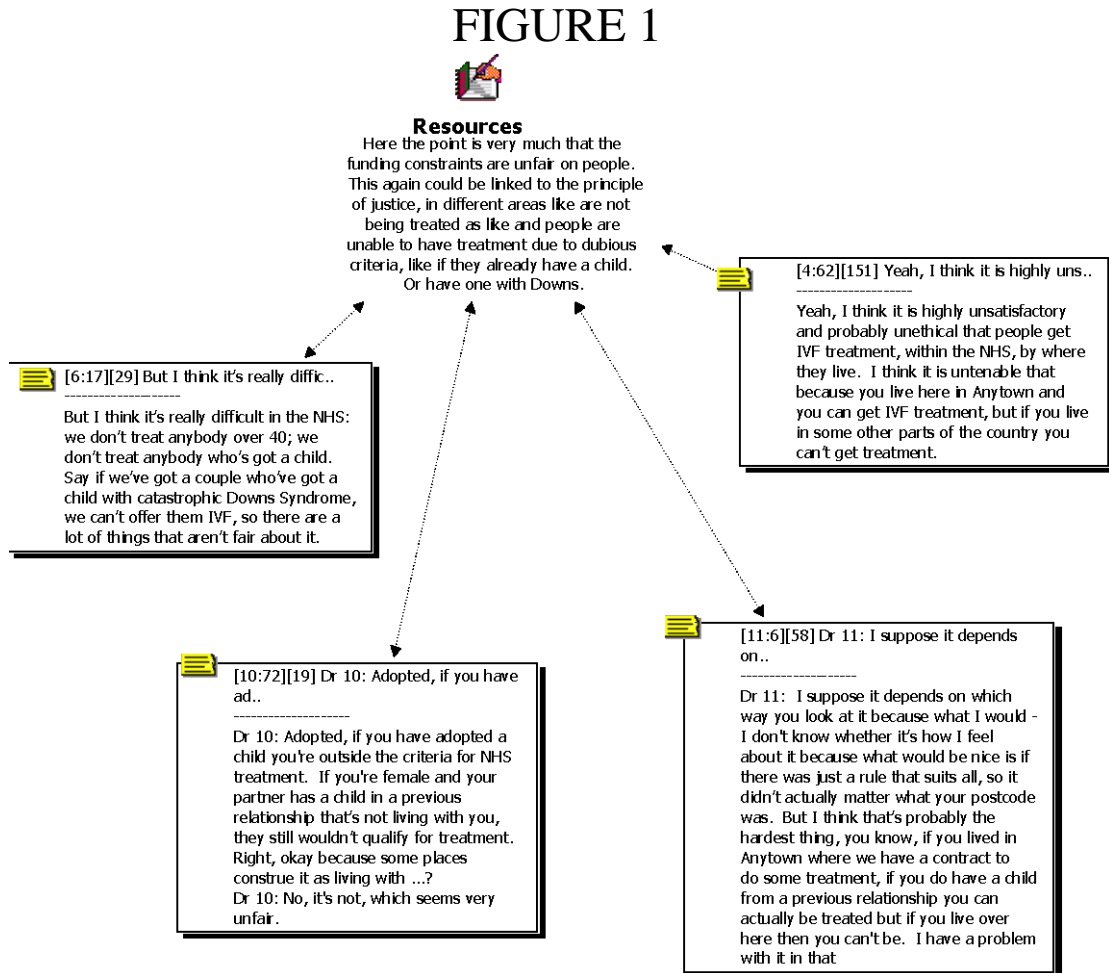 FIGURE 1
Resources
Here the point is very much that the
funding constraints are unfair on people.
This again could be linked to the principle
of justice, in different areas like are not
being treated as like and people are
unable to have treatment due to dubious
criteria, like if they already have a child.
Or have one with Downs.
[4:62][151] Yeah, I think it is highly uns..
--------------------
Yeah, I think it is highly unsatisfactory
and probably unethical that people get
IVF treatment, within the NHS, by where
they live. I think it is untenable that
because you live here in Anytown and
you can get IVF treatment, but if you live
in some other parts of the country you
can't get treatment.
[6:17][29] But I think it's really diffic..
--------------------
But I think it's really difficult in the NHS:
we don't treat anybody over 40; we
don't treat anybody who's got a child.
Say if we've got a couple who've got a
child with catastrophic Downs Syndrome,
we can't offer them IVF, so there are a
lot of things that aren't fair about it.
[10:72][19] Dr 10: Adopted, if you have
ad..
--------------------
Dr 10: Adopted, if you have adopted a
child you're outside the criteria for NHS
treatment. If you're female and your
partner has a child in a previous
relationship that's not living with you,
they still wouldn't qualify for treatment.
Right, okay because some places
construe it as living with ...?
Dr 10: No, it's not, which seems very
unfair.
[11:6][58] Dr 11: I suppose it depends
on..
--------------------
Dr 11: I suppose it depends on which
way you look at it because what I would -
I don't know whether it's how I feel
about it because what would be nice is if
there was just a rule that suits all, so it
didn't actually matter what your postcode
was. But I think that's probably the
hardest thing, you know, if you lived in
Anytown where we have a contract to
do some treatment, if you do have a child
from a previous relationship you can
actually be treated but if you live over
here then you can't be. I have a problem
with it in that